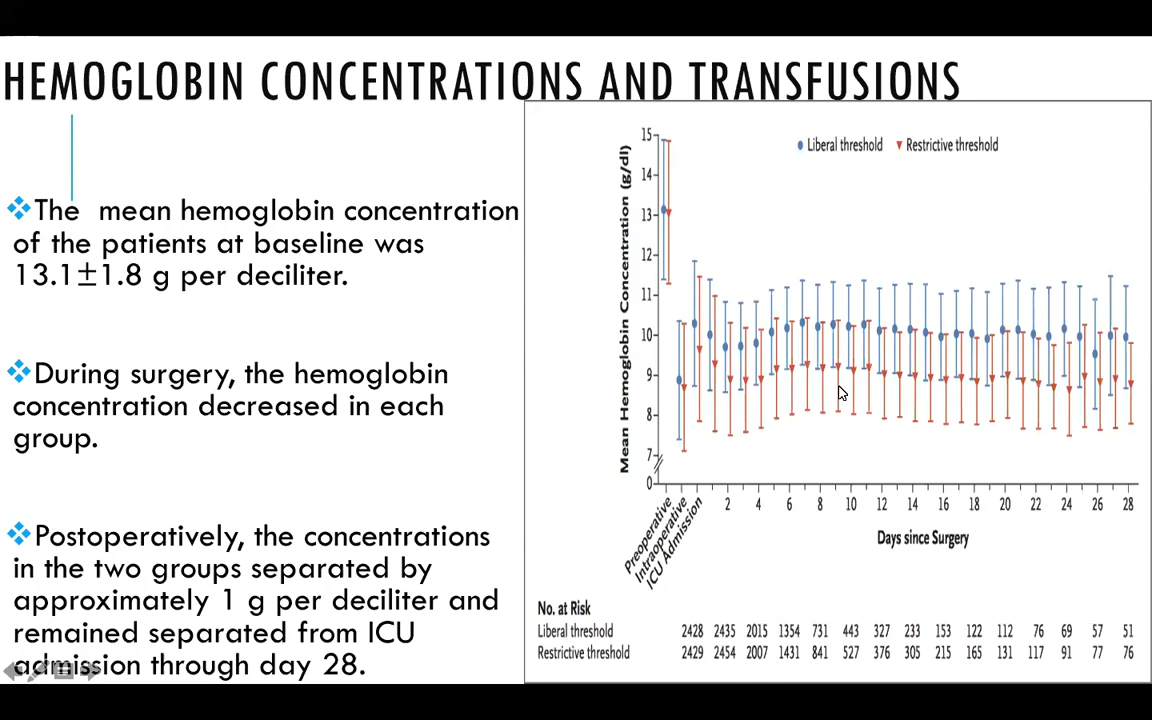 HEMOGLOBIN CONCENTRATIONS AND TRANSFUSIONS
❖The mean hemoglobin concentration
of the patients at baseline was
13.1±1.8 g per deciliter.
❖During surgery, the hemoglobin
concentration decreased in each
group.
❖Postoperatively, the concentrations
in the two groups separated by
approximately 1 g per deciliter and
remained separated from ICU
admission through day 28.
Liberal threshold Restrictive threshold
Mean Hemoglobin Concentration (g/dl)
15
14
13
12
11
10
9
8
7
0
Preoperative
Intraoperative
ICU Admission
2 4 6 8 10 12 14 16 18 20 22 24 26 28
Days since Surgery
No. at Risk
Liberal threshold 2428 2435 2015 1354 731 443 327 233 153 122 112 76 69 57 51
Restrictive threshold 2429 2454 2007 1431 841 527 376 305 215 165 131 117 91 77 76